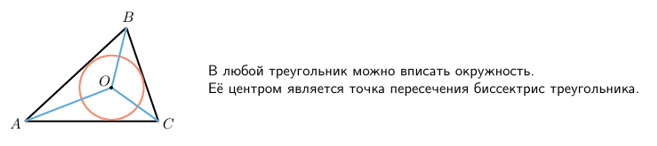 B
O
A
C
В любой треугольник можно вписать окружность.
Её центром является точка пересечения биссектрис треугольника.